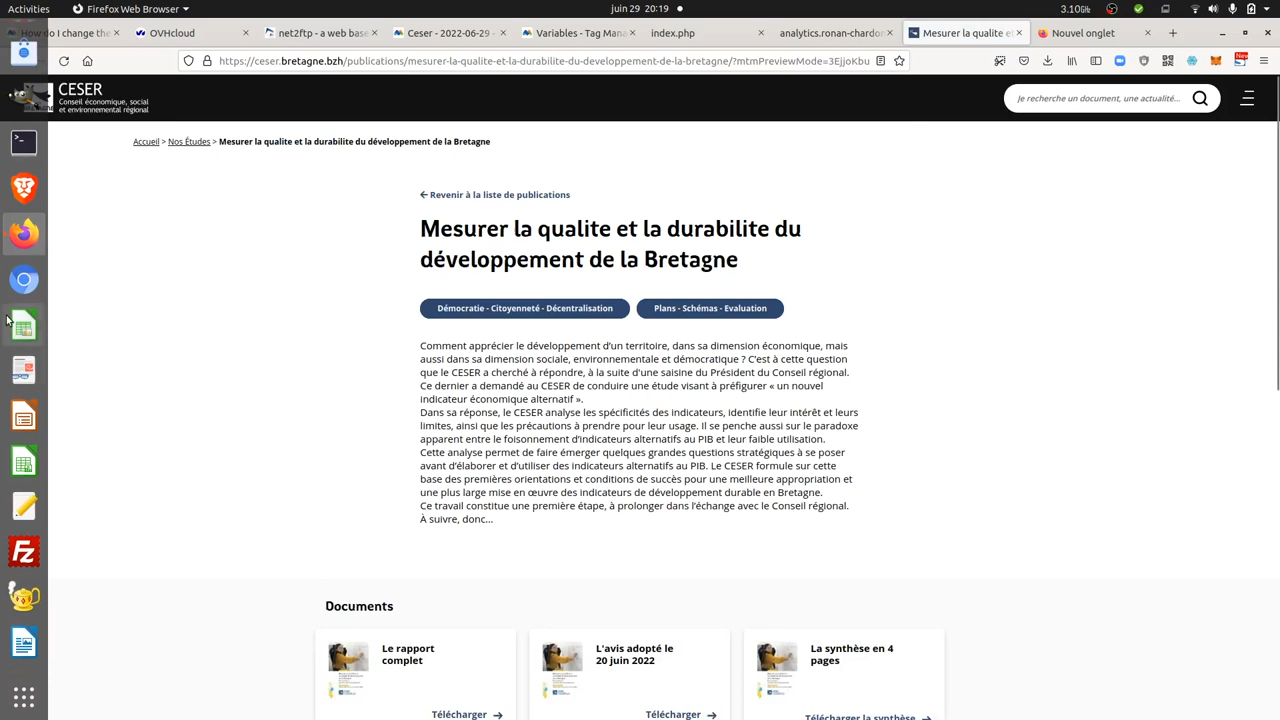 Activities
Firefox Web Browser
juin 29 20:19
3.10GHz
How do I change the
OVHcloud
net2ftp - a web base
Ceser - 2022-06-29 -
Variables - Tag Mana
index.php
analytics.ronan-chardon
Mesurer la qualité et
Nouvel onglet
https://ceser.bretagne.bzh/publications/mesurer-la-qualite-et-la-durabilite-du-developpement-de-la-bretagne/?mtmPreviewMode=3EjjoKbu
New
CESER
Conseil économique, social
et environnemental régional
Je recherche un document, une actualité...
Accueil > Nos Études > Mesurer la qualite et la durabilite du développement de la Bretagne
← Revenir à la liste de publications
Mesurer la qualite et la durabilite du
développement de la Bretagne
Démocratie - Citoyenneté - Décentralisation
Plans - Schémas - Evaluation
Comment apprécier le développement d’un territoire, dans sa dimension économique, mais
aussi dans sa dimension sociale, environnementale et démocratique ? C’est à cette question
que le CESER a cherché à répondre, à la suite d'une saisine du Président du Conseil régional.
Ce dernier a demandé au CESER de conduire une étude visant à préfigurer « un nouvel
indicateur économique alternatif ».
Dans sa réponse, le CESER analyse les spécificités des indicateurs, identifie leur intérêt et leurs
limites, ainsi que les précautions à prendre pour leur usage. Il se penche aussi sur le paradoxe
apparent entre le foisonnement d’indicateurs alternatifs au PIB et leur faible utilisation.
Cette analyse permet de faire émerger quelques grandes questions stratégiques à se poser
avant d’élaborer et d’utiliser des indicateurs alternatifs au PIB. Le CESER formule sur cette
base des premières orientations et conditions de succès pour une meilleure appropriation et
une plus large mise en œuvre des indicateurs de développement durable en Bretagne.
Ce travail constitue une première étape, à prolonger dans l’échange avec le Conseil régional.
À suivre, donc...
Documents
Le rapport
complet
Télécharger →
L'avis adopté le
20 juin 2022
Télécharger →
La synthèse en 4
pages
Télécharger la synthèse →